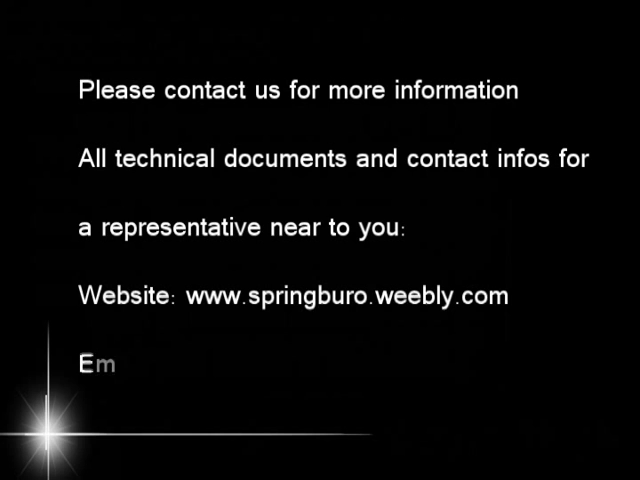 Please contact us for more information
All technical documents and contact infos for
a representative near to you:
Website: www.springburo.weebly.com
Em